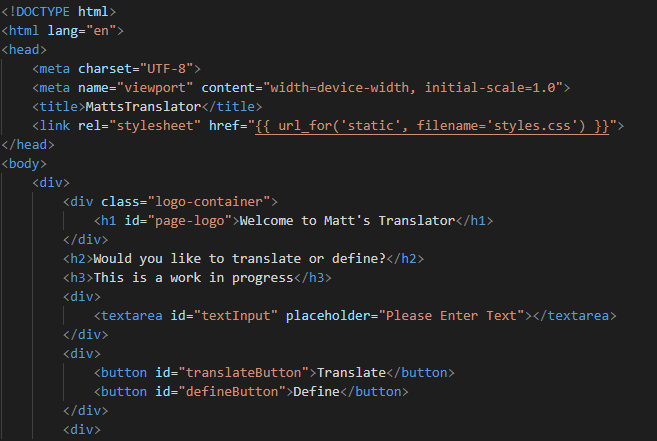 <!DOCTYPE html>
<html lang="en">
<head>
    <meta charset="UTF-8">
    <meta name="viewport" content="width=device-width, initial-scale=1.0">
    <title>MattsTranslator</title>
    <link rel="stylesheet" href="{{ url_for('static', filename='styles.css') }}">
</head>
<body>
    <div>
        <div class="logo-container">
            <h1 id="page-logo">Welcome to Matt's Translator</h1>
        </div>
        <h2>Would you like to translate or define?</h2>
        <h3>This is a work in progress</h3>
        <div>
            <textarea id="textInput" placeholder="Please Enter Text"></textarea>
        </div>
        <div>
            <button id="translateButton">Translate</button>
            <button id="defineButton">Define</button>
        </div>
        <div>